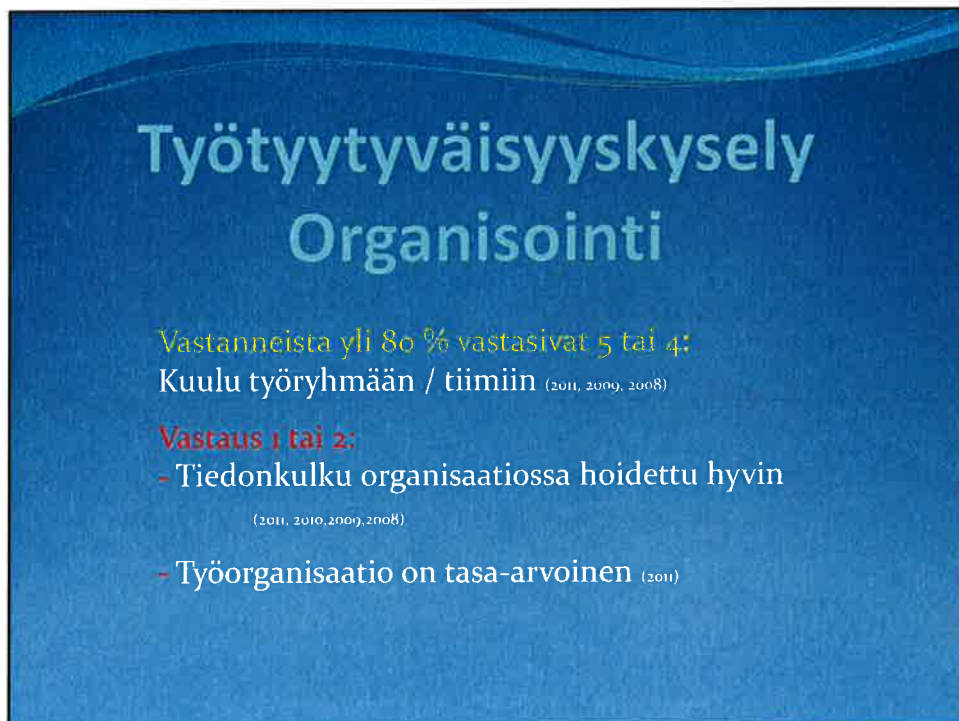 Työtyytyväisyyskysely
Organisointi
Vastanneista yli 80 % vastasivat 5 tai 4:
Kuulu työryhmään / tiimiin (2011, 2009, 2008)
Vastaus 1 tai 2:
- Tiedonkulku organisaatiossa hoidettu hyvin
(2011, 2010,2009,2008)
- Työorganisaatio on tasa-arvoinen (2011)